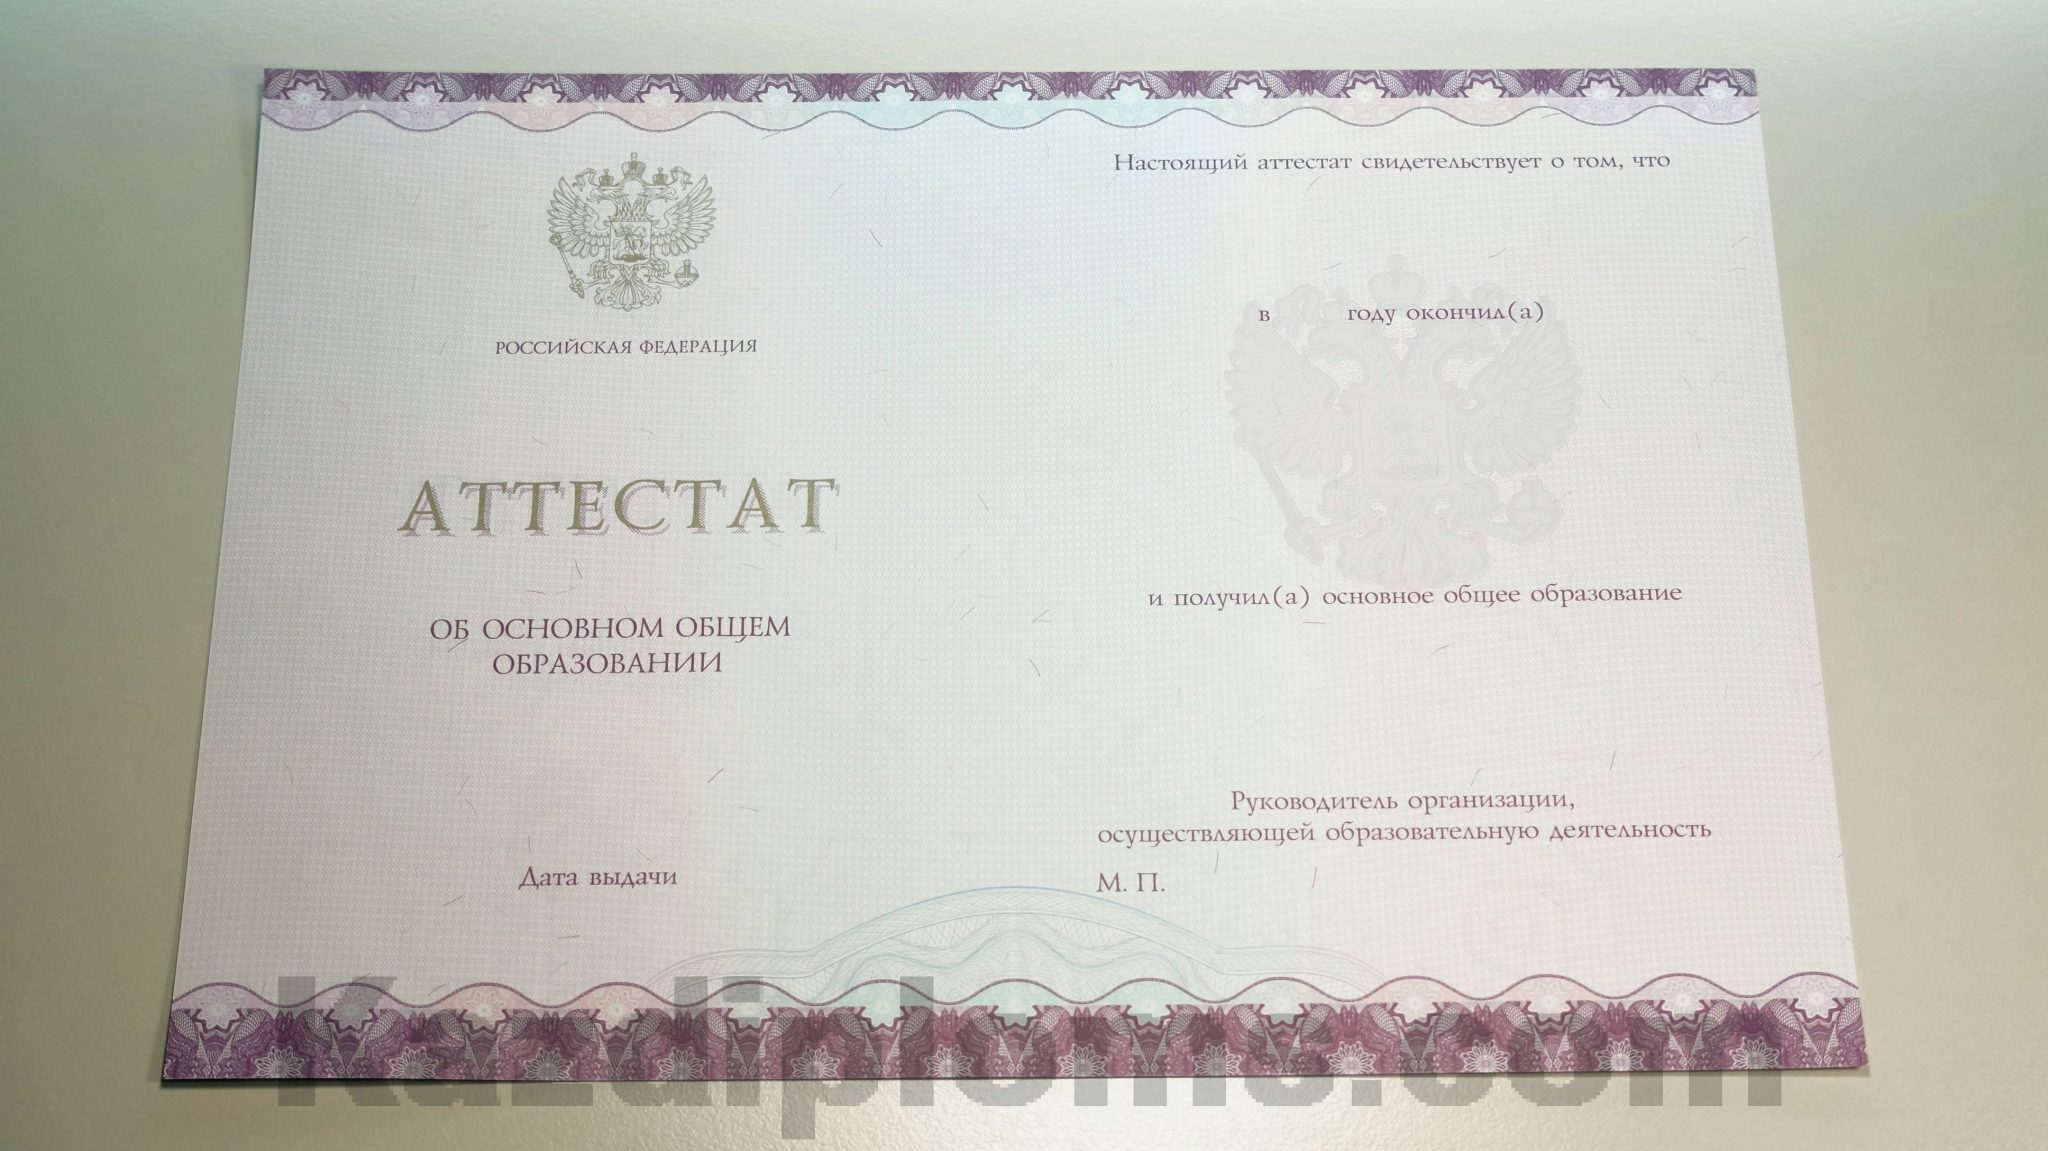 РОССИЙСКАЯ ФЕДЕРАЦИЯ
АТТЕСТАТ
ОБ ОСНОВНОМ ОБЩЕМ
ОБРАЗОВАНИИ
Дата выдачи
Настоящий аттестат свидетельствует о том, что
в году окончил(а)
и получил(а) основное общее образование
Руководитель организации,
осуществляющей образовательную деятельность
М. П.